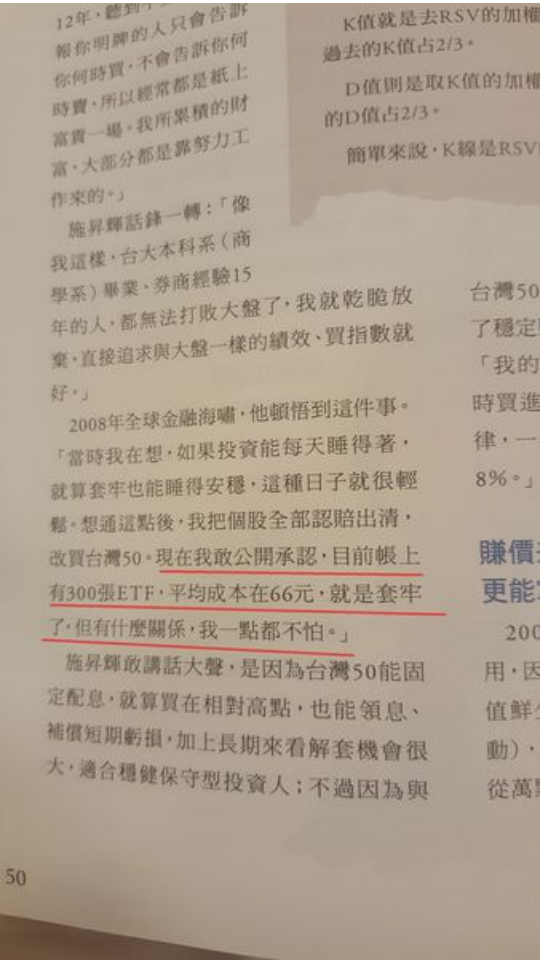 12年，聽到
報你明牌的人只會告訴
你何時買，不會告訴你何
時賣，所以經常都是紙上
富貴一場。我所累積的財
富，大部分都是靠努力工
作來的。」
施昇輝話鋒一轉：「像
我這樣，台大本科系（商
學系）畢業、券商經驗15
年的人，都無法打敗大盤了，我就乾脆放
棄，直接追求與大盤一樣的績效、買指數就
好。」
2008年全球金融海嘯，他頓悟到這件事。
「當時我在想，如果投資能每天睡得著，
就算套牢也能睡得安穩，這種日子就很輕
鬆。想通這點後，我把個股全部認賠出清，
改買台灣50。現在我敢公開承認，目前帳上
有300張ETF，平均成本在66元，就是套牢
了，但有什麼關係，我一點都不怕。」
施昇輝敢講話大聲，是因為台灣50能固
定配息，就算買在相對高點，也能領息、
補償短期虧損，加上長期來看解套機會很
大，適合穩健保守型投資人；不過因為與
K值就是去RSV的加權
過去的K值占2/3。
D值則是取K值的加權
的D值占2/3。
簡單來說，K線是RSV
台灣50
了穩定
「我的
時買進
律，一
8%。」
賺價
更能
200
用，因
值鮮
動），
從萬
50